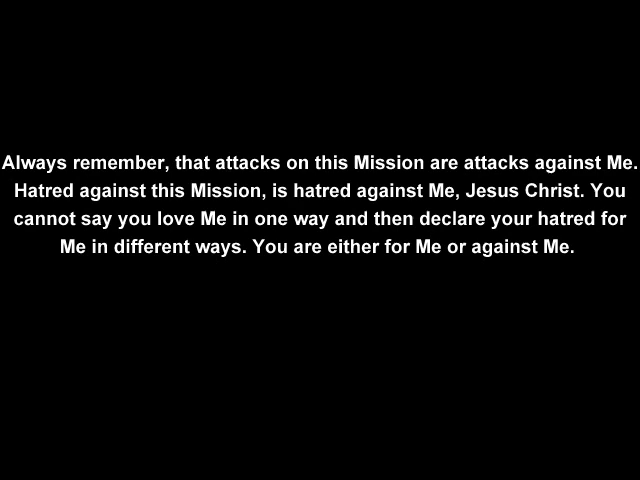 Always remember, that attacks on this Mission are attacks against Me.
Hatred against this Mission, is hatred against Me, Jesus Christ. You
cannot say you love Me in one way and then declare your hatred for
Me in different ways. You are either for Me or against Me.